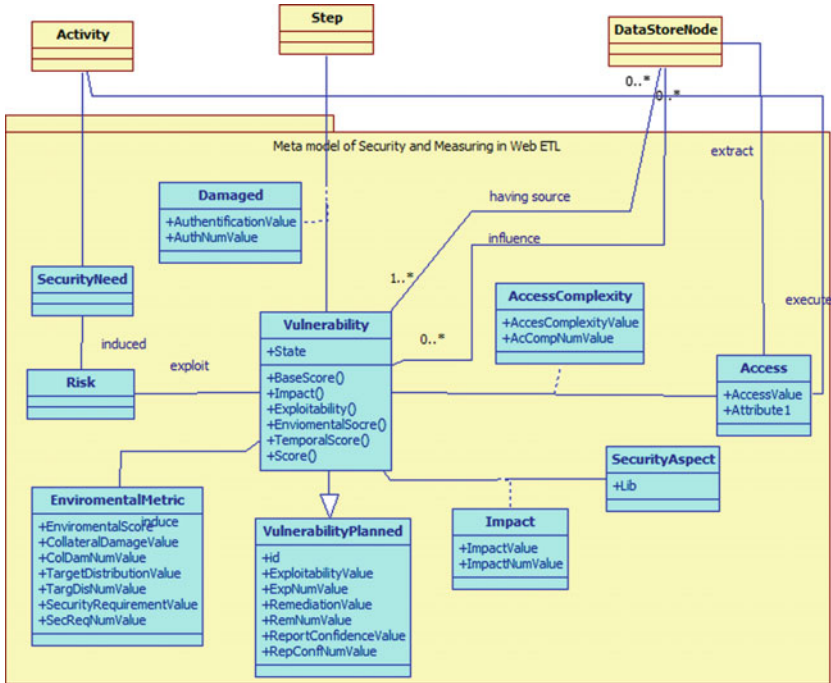 Activity
Step
DataStoreNode
0..*
0..*
Meta model of Security and Measuring in Web ETL
extract
Damaged
+AuthentificationValue
+AuthNumValue
having source
influence
SecurityNeed
1..*
AccessComplexity
+AccesComplexityValue
+AcCompNumValue
execute
Vulnerability
+State
+BaseScore()
+Impact()
+Exploitability()
+EnviomentalSocre()
+TemporalScore()
+Score()
0..*
induced
exploit
Risk
Access
+AccessValue
+Attribute1
SecurityAspect
+Lib
EnviromentalMetric
+EnviromentalScore
+CollateralDamageValue
+ColDamNumValue
+TargetDistributionValue
+TargDisNumValue
+SecurityRequirementValue
+SecReqNumValue
induce
VulnerabilityPlanned
+id
+ExploitabilityValue
+ExpNumValue
+RemediationValue
+RemNumValue
+ReportConfidenceValue
+RepConfNumValue
Impact
+ImpactValue
+ImpactNumValue